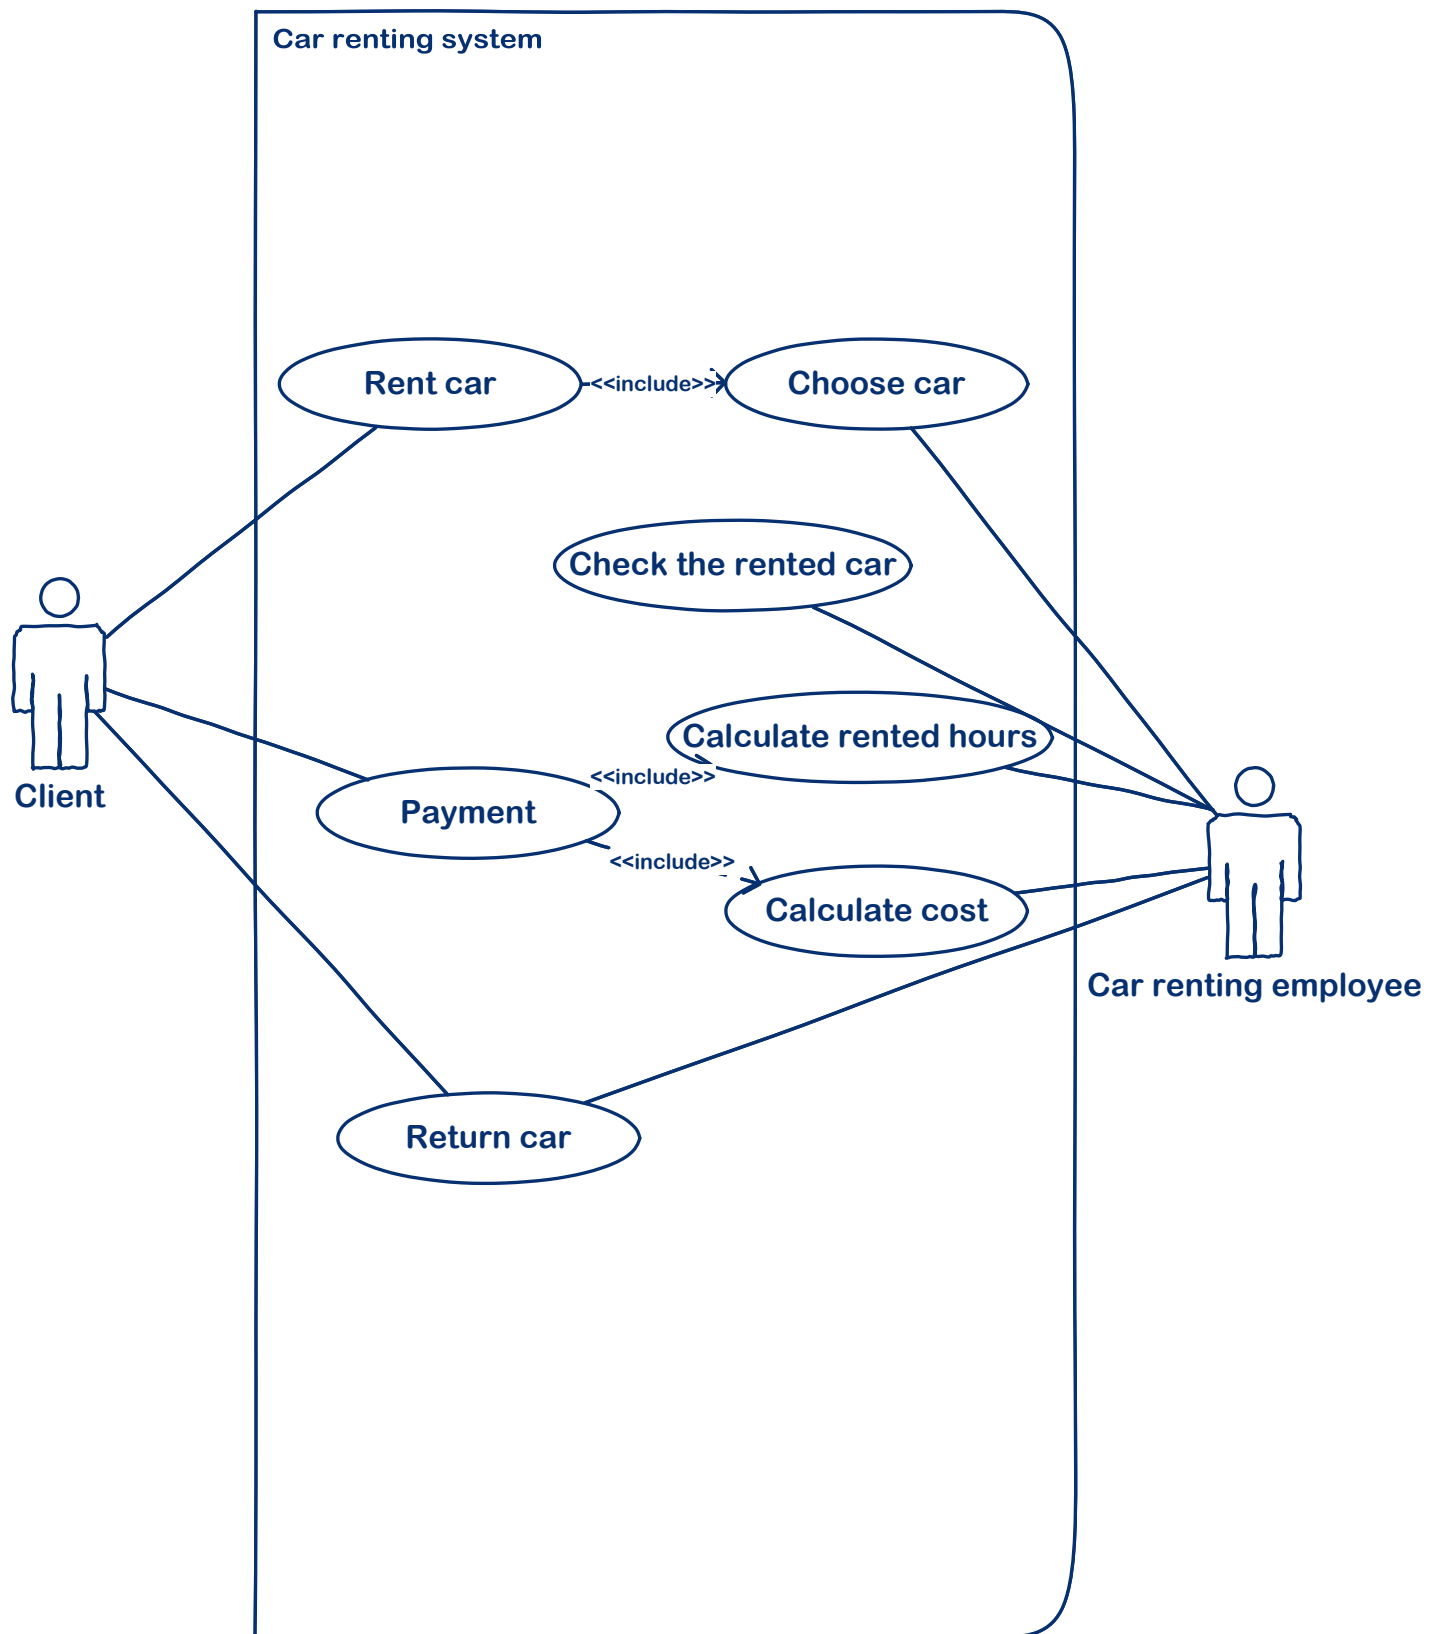 Car renting system
Rent car
<<include>>
Choose car
Check the rented car
Calculate rented hours
<<include>>
Client
Payment
<<include>>
Calculate cost
Car renting employee
Return car